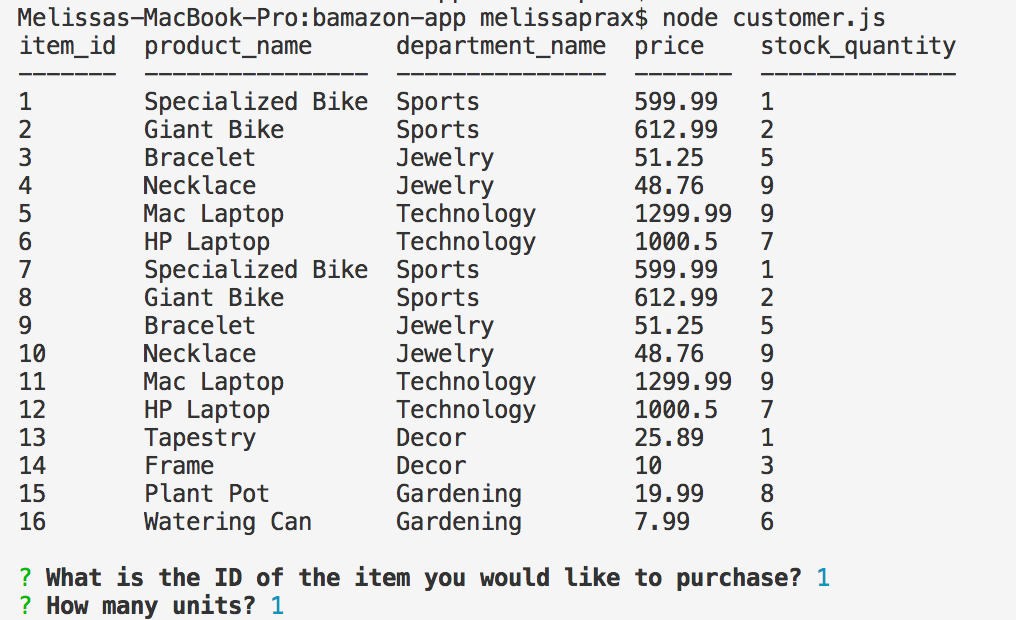 Melissas-MacBook-Pro:bamazon-app melissaprax$ node customer.js
item_id  product_name      department_name  price    stock_quantity
-------  ----------------  ---------------  -------  --------------
1        Specialized Bike  Sports           599.99   1
2        Giant Bike        Sports           612.99   2
3        Bracelet          Jewelry          51.25    5
4        Necklace          Jewelry          48.76    9
5        Mac Laptop        Technology       1299.99  9
6        HP Laptop         Technology       1000.5   7
7        Specialized Bike  Sports           599.99   1
8        Giant Bike        Sports           612.99   2
9        Bracelet          Jewelry          51.25    5
10       Necklace          Jewelry          48.76    9
11       Mac Laptop        Technology       1299.99  9
12       HP Laptop         Technology       1000.5   7
13       Tapestry          Decor            25.89    1
14       Frame             Decor            10       3
15       Plant Pot         Gardening        19.99    8
16       Watering Can      Gardening        7.99     6
? What is the ID of the item you would like to purchase? 1
? How many units? 1